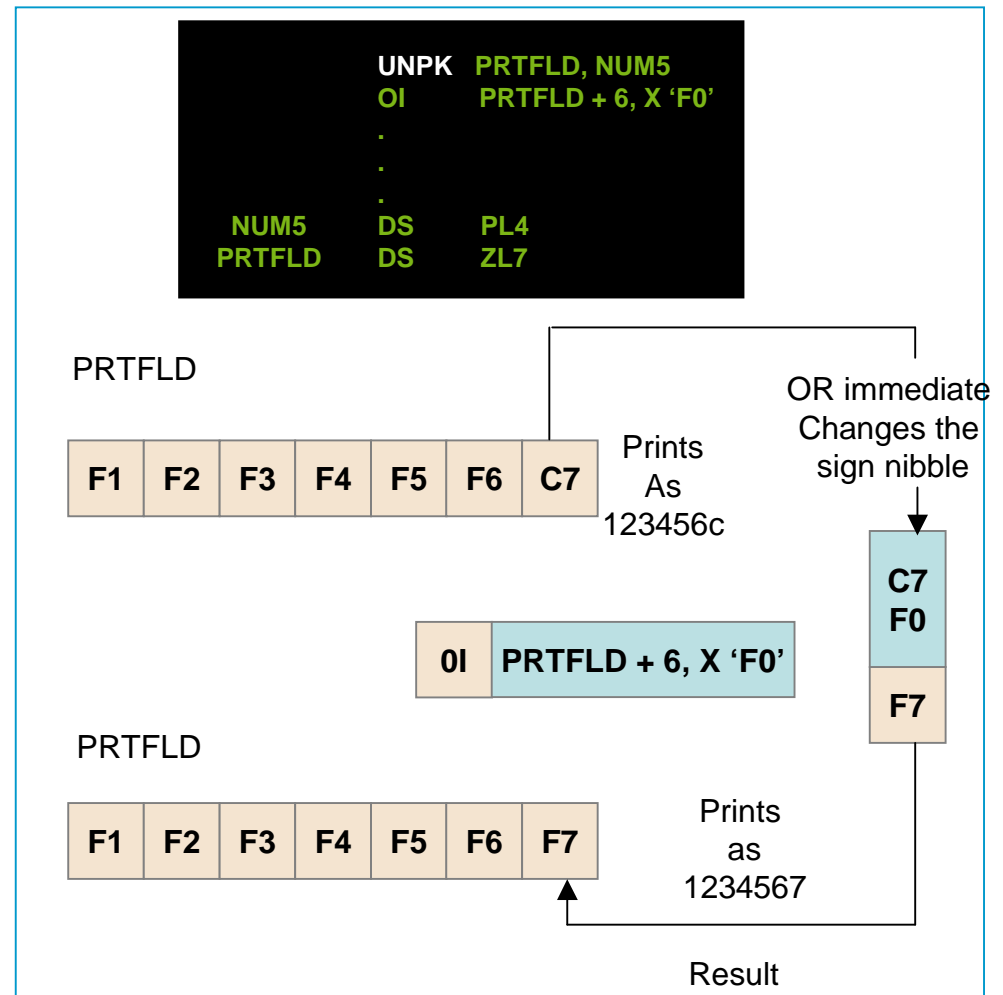 UNPK PRTFLD, NUM5
OI PRTFLD + 6, X ‘F0’
.
.
.
NUM5 DS PL4
PRTFLD DS ZL7
PRTFLD
F1 F2 F3 F4 F5 F6 C7
Prints
As
123456c
OR immediate
Changes the
sign nibble
C7
F0
F7
0I PRTFLD + 6, X ‘F0’
PRTFLD
F1 F2 F3 F4 F5 F6 F7
Prints
as
1234567
Result